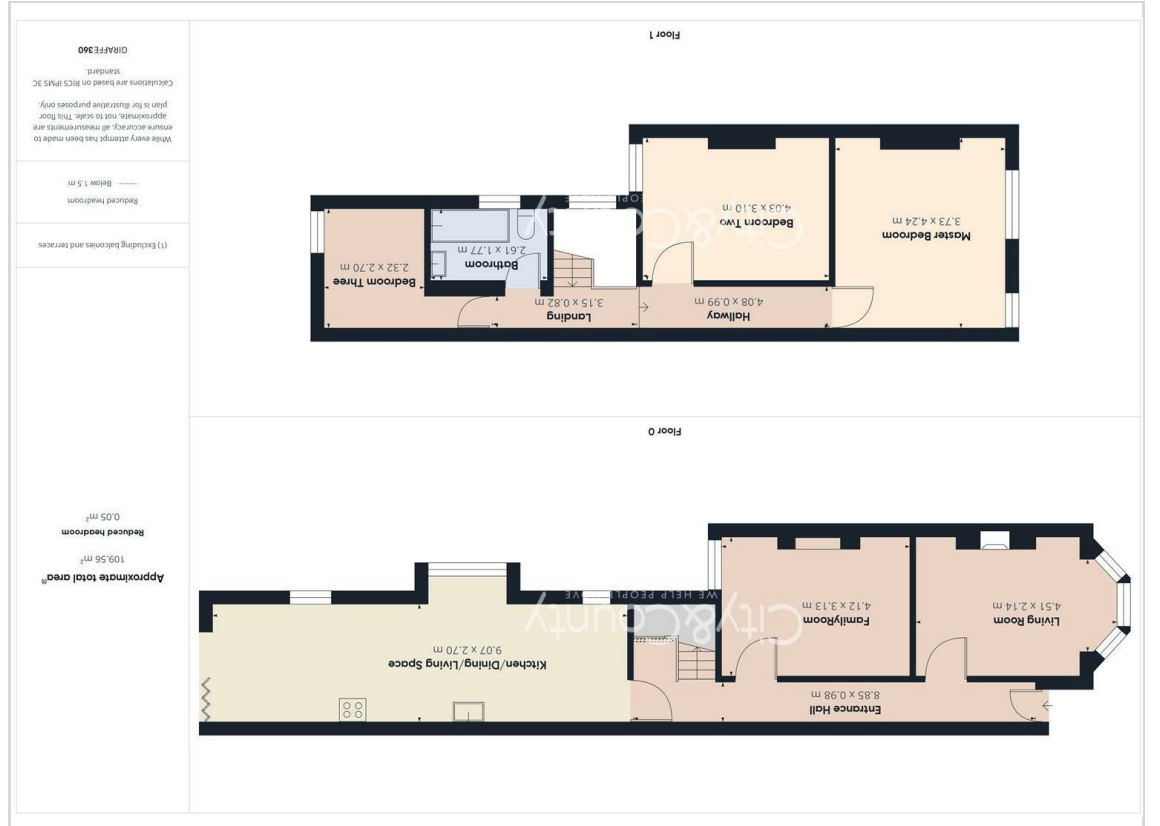 Approximate total area⁽¹⁾
109.56 m²
Reduced headroom
0.05 m²
(1) Excluding balconies and terraces
Reduced headroom
Below 1.5 m
While every attempt has been made to
ensure accuracy, all measurements are
approximate, not to scale. This floor
plan is for illustrative purposes only.
Calculations are based on RICS IPMS 3C
standard.
GIRAFFE360
Entrance Hall
8.85 x 0.98 m
Living Room
4.51 x 2.14 m
FamilyRoom
4.12 x 3.13 m
Kitchen/Dining/Living Space
9.07 x 2.70 m
City&County
WE HELP PEOPLE MOVE
Floor 0
Hallway
4.08 x 0.99 m
Landing
3.15 x 0.82 m
Master Bedroom
3.73 x 4.24 m
Bedroom Two
4.03 x 3.10 m
Bathroom
2.61 x 1.77 m
Bedroom Three
2.32 x 2.70 m
City&County
Floor 1